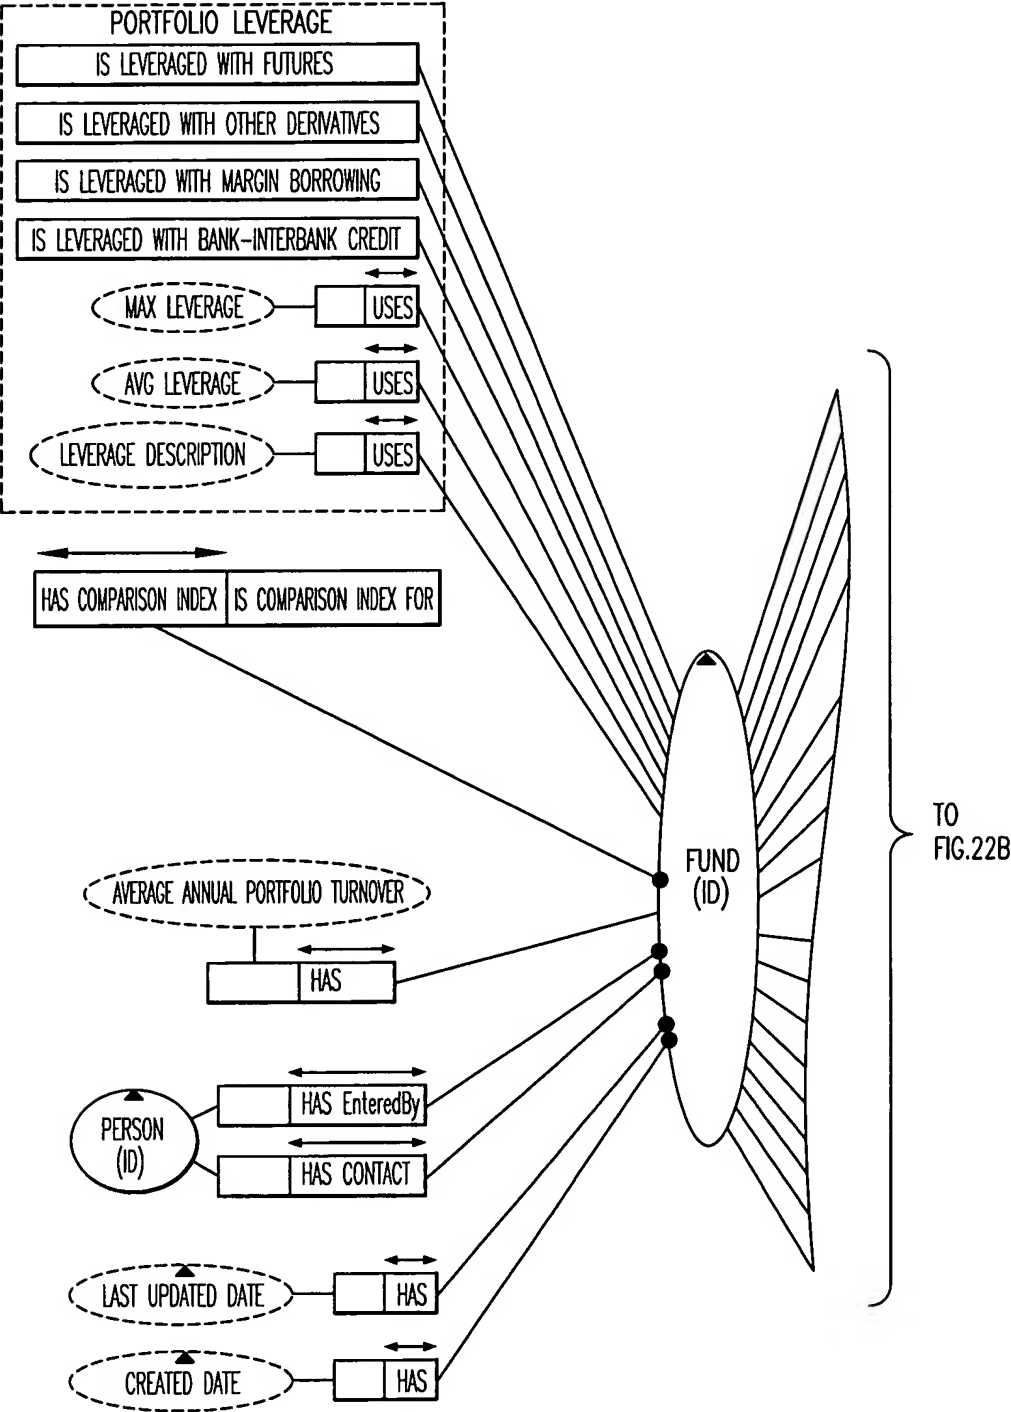 PORTFOLIO LEVERAGE
IS LEVERAGED WITH FUTURES
IS LEVERAGED WITH OTHER DERIVATIVES
IS LEVERAGED WITH MARGIN BORROWING
IS LEVERAGED WITH BANK-INTERBANK CREDIT
MAX LEVERAGE
USES
AVG LEVERAGE
USES
LEVERAGE DESCRIPTION
USES
HAS COMPARISON INDEX
IS COMPARISON INDEX FOR
TO
FIG.22B
FUND
(ID)
AVERAGE ANNUAL PORTFOLIO TURNOVER
HAS
HAS EnteredBy
PERSON
(ID)
HAS CONTACT
LAST UPDATED DATE
HAS
CREATED DATE
HAS